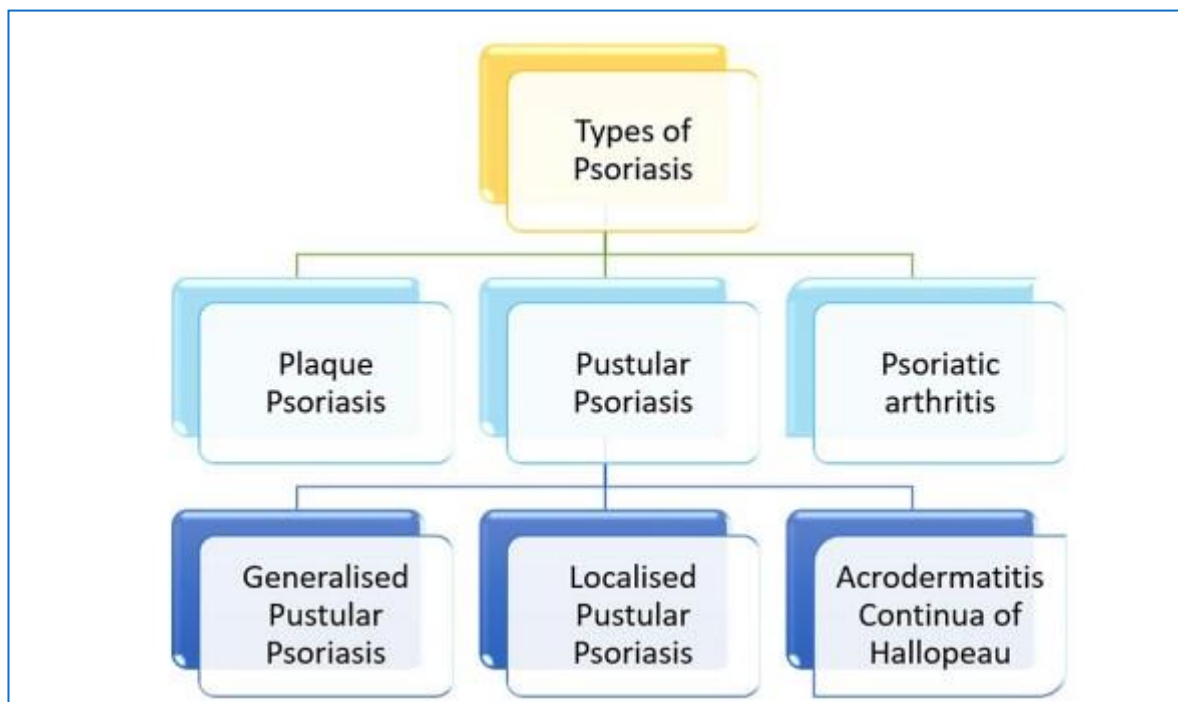 Types of
Psoriasis
Plaque
Psoriasis
Pustular
Psoriasis
Psoriatic
arthritis
Generalised
Pustular
Psoriasis
Localised
Pustular
Psoriasis
Acrodermatitis
Continua of
Hallopeau